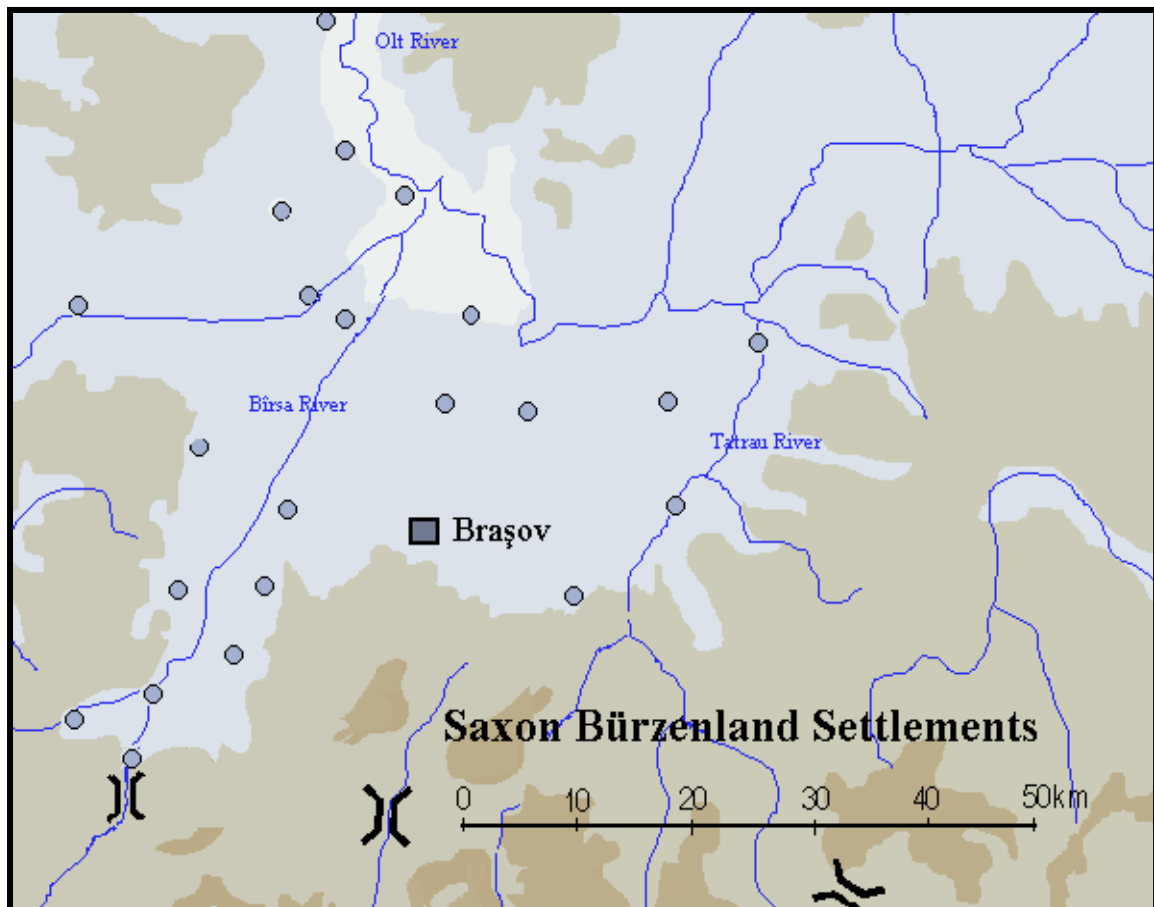 Olt River
Bîrsa River
Tatrau River
Braşov
Saxon Bürzenland Settlements
0 10 20 30 40 50km